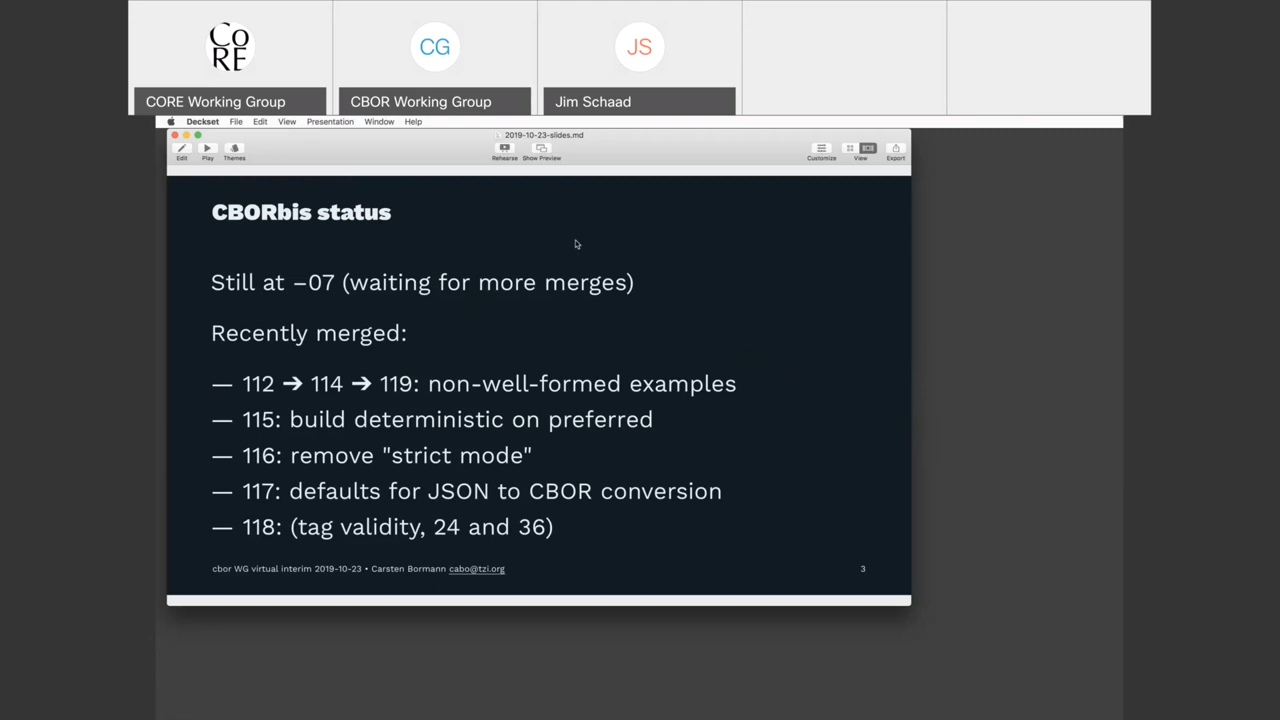 CoRE
CG
JS
CORE Working Group
CBOR Working Group
Jim Schaad
Deckset File Edit View Presentation Window Help
2019-10-23-slides.md
Edit Play Themes Rehearse Show Preview Customize View Export
CBORbis status
Still at –07 (waiting for more merges)
Recently merged:
— 112 ➔ 114 ➔ 119: non-well-formed examples
— 115: build deterministic on preferred
— 116: remove "strict mode"
— 117: defaults for JSON to CBOR conversion
— 118: (tag validity, 24 and 36)
cbor WG virtual interim 2019-10-23 • Carsten Bormann cabo@tzi.org 3